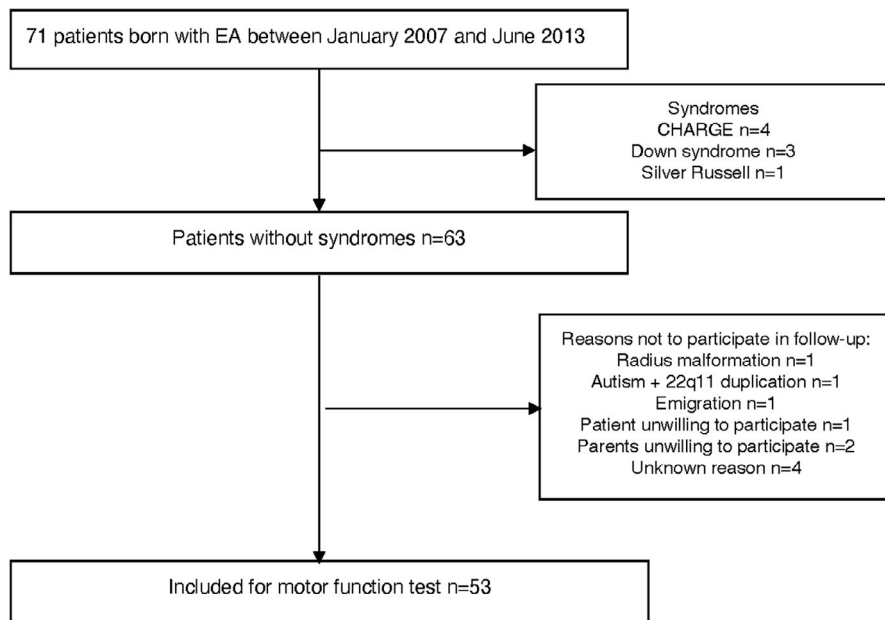 71 patients born with EA between January 2007 and June 2013
Syndromes
CHARGE n=4
Down syndrome n=3
Silver Russell n=1
Patients without syndromes n=63
Reasons not to participate in follow-up:
Radius malformation n=1
Autism + 22q11 duplication n=1
Emigration n=1
Patient unwilling to participate n=1
Parents unwilling to participate n=2
Unknown reason n=4
Included for motor function test n=53